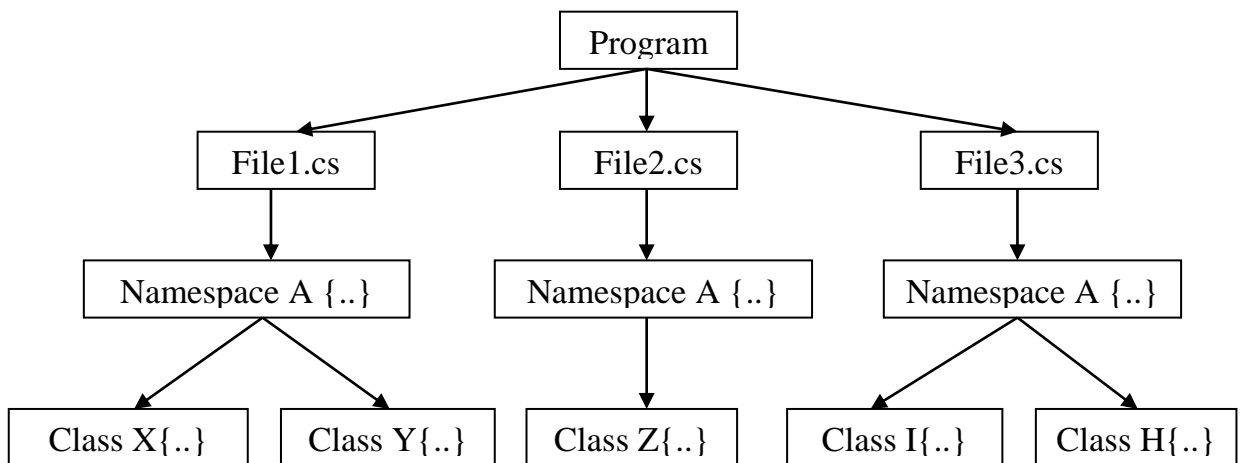 Program
File1.cs
File2.cs
File3.cs
Namespace A {..}
Namespace A {..}
Namespace A {..}
Class X{..}
Class Y{..}
Class Z{..}
Class I{..}
Class H{..}